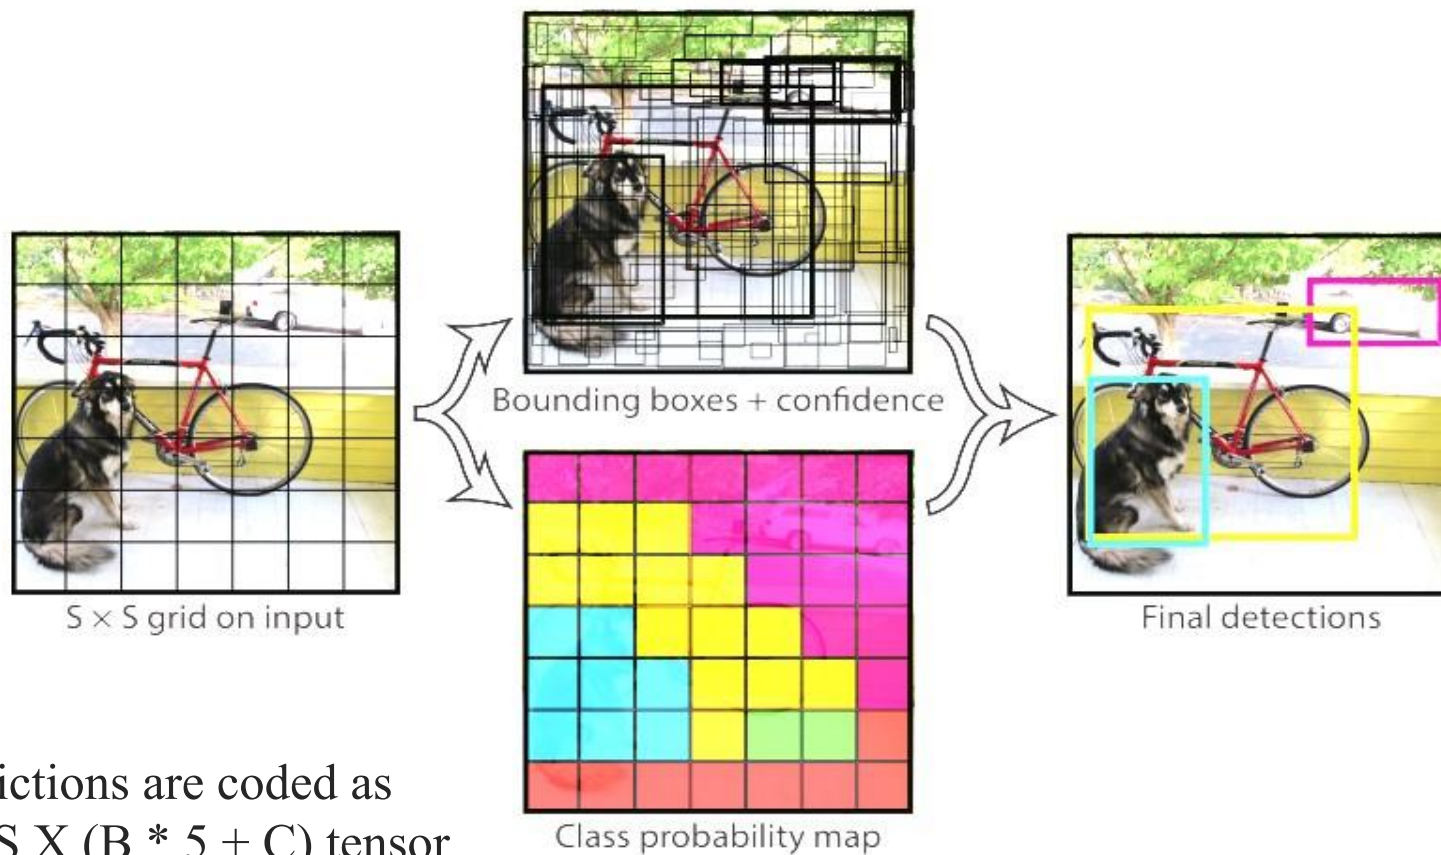 Bounding boxes + confidence
S × S grid on input
Final detections
ictions are coded as
S X (B * 5 + C) tensor
Class probability map